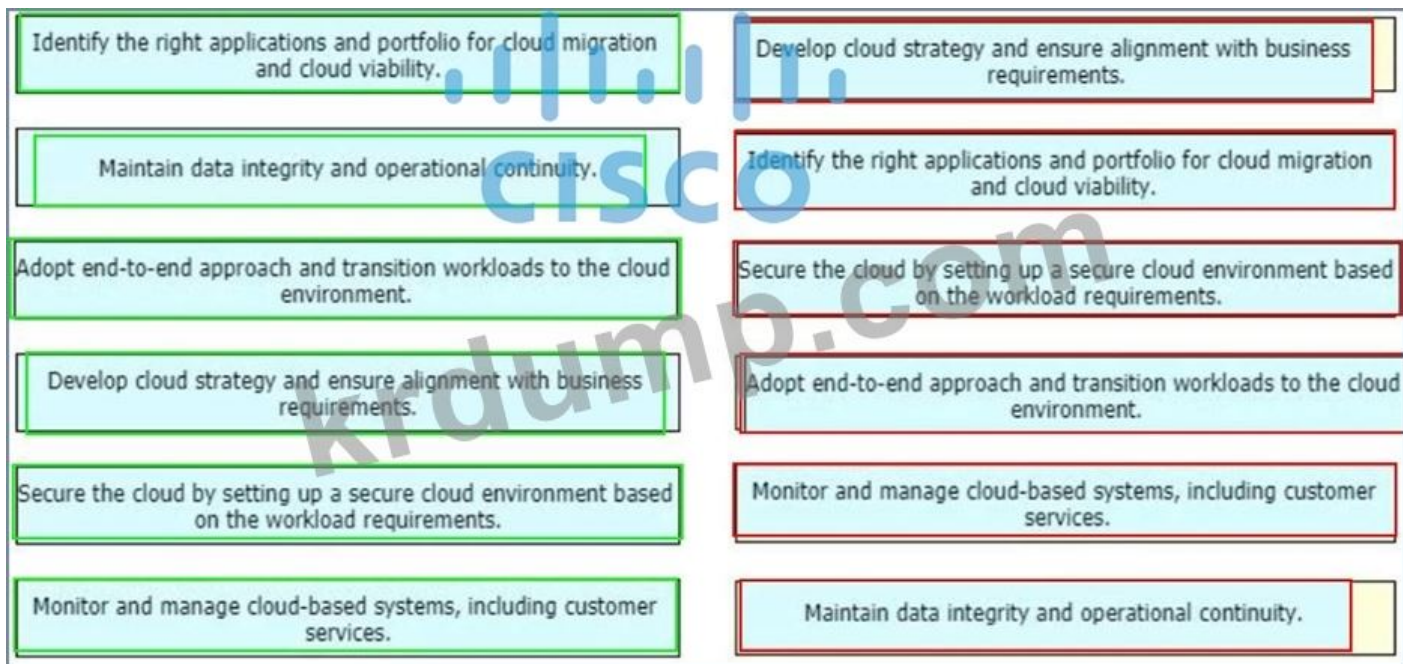 Identify the right applications and portfolio for cloud migration
and cloud viability.
Maintain data integrity and operational continuity.
Adopt end-to-end approach and transition workloads to the cloud
environment.
Develop cloud strategy and ensure alignment with business
requirements.
Secure the cloud by setting up a secure cloud environment based
on the workload requirements.
Monitor and manage cloud-based systems, including customer
services.
Develop cloud strategy and ensure alignment with business
requirements.
Identify the right applications and portfolio for cloud migration
and cloud viability.
Secure the cloud by setting up a secure cloud environment based
on the workload requirements.
Adopt end-to-end approach and transition workloads to the cloud
environment.
Monitor and manage cloud-based systems, including customer
services.
Maintain data integrity and operational continuity.
CISCO
krdump.com